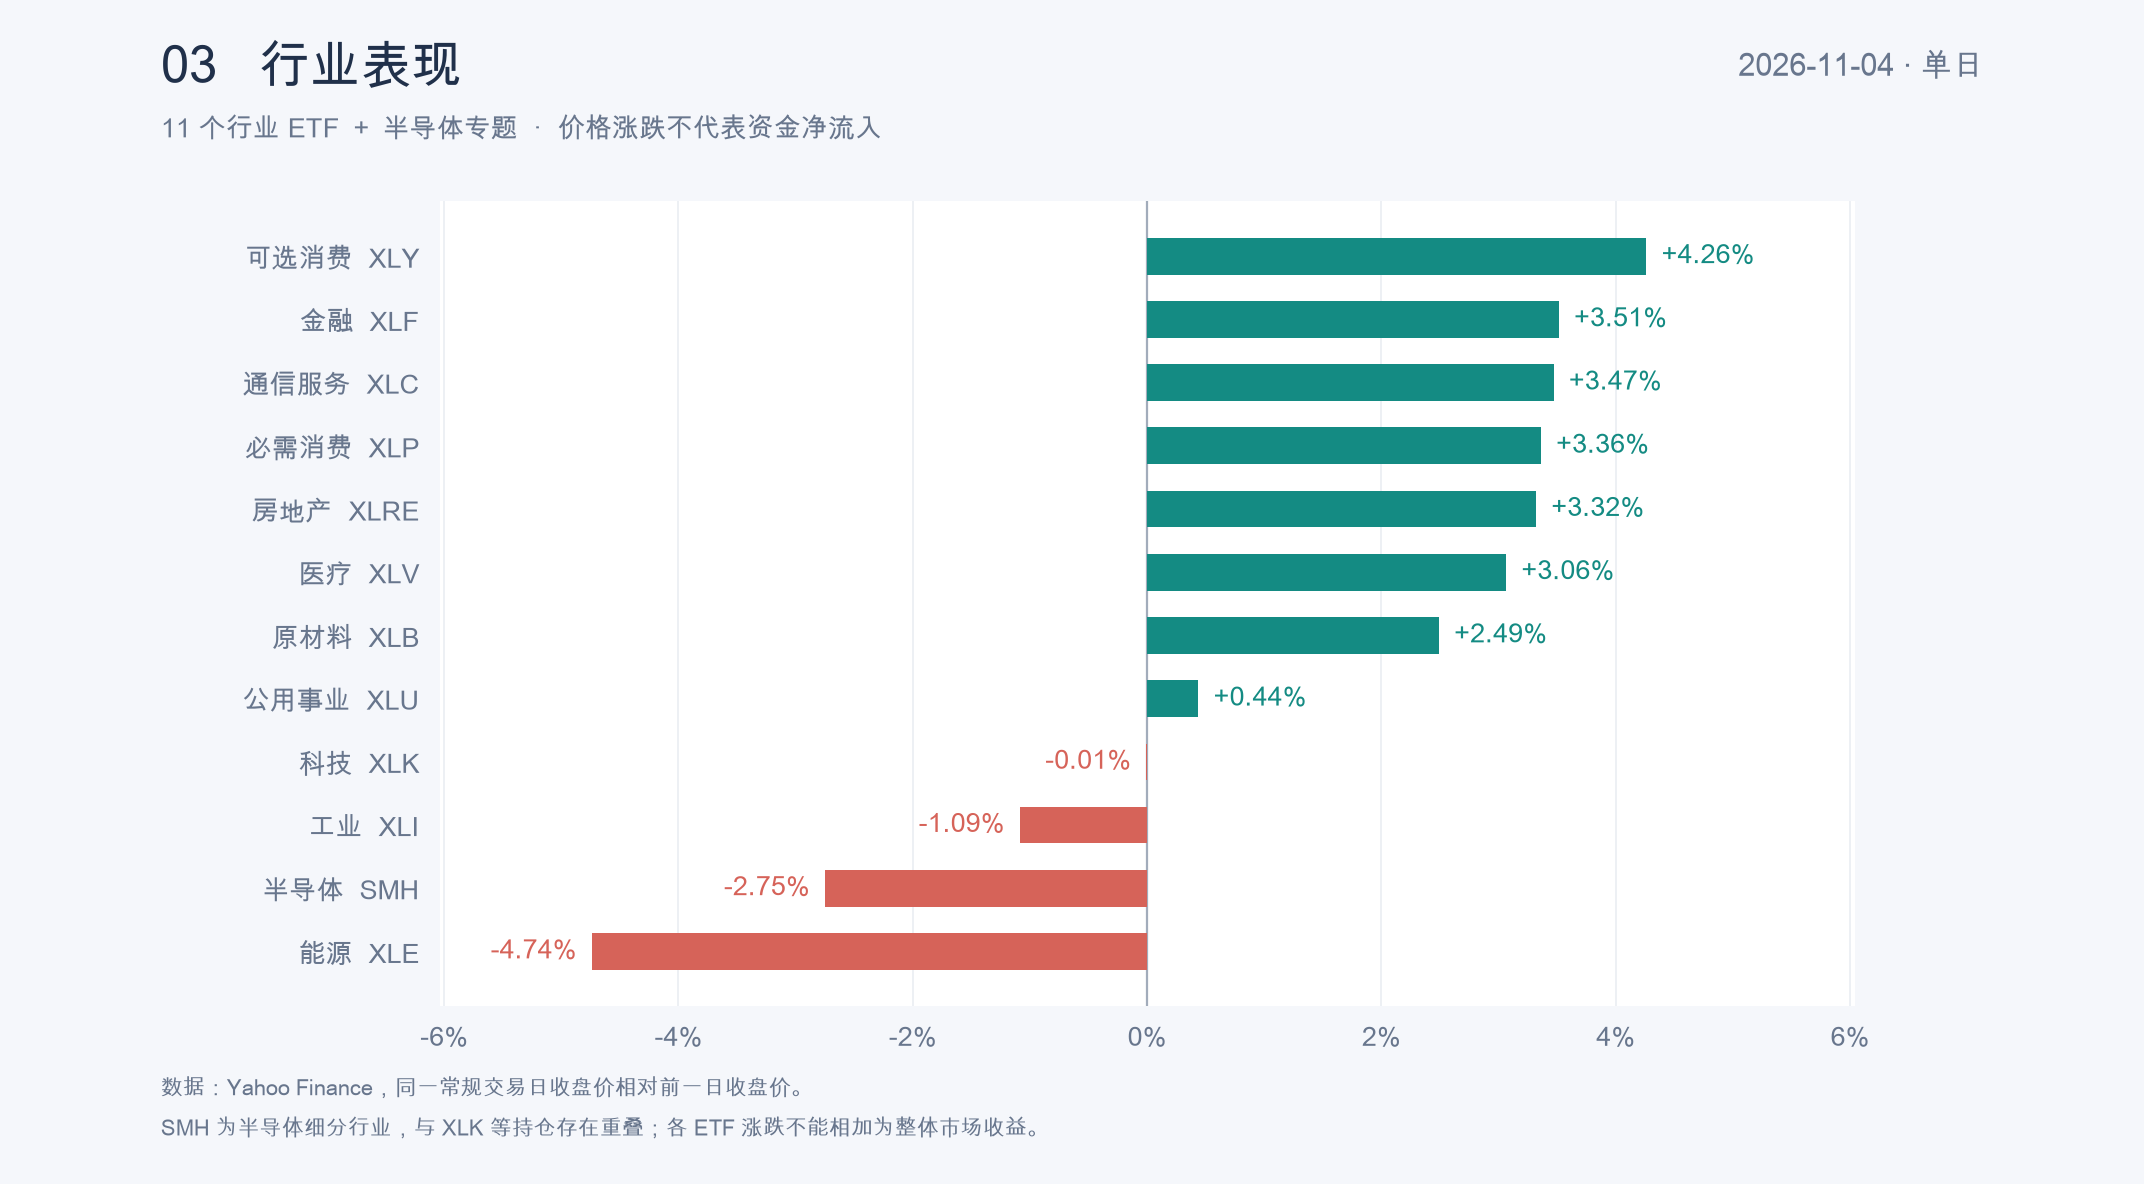 03 行业表现
2026-11-04 · 单日
11 个行业 ETF + 半导体专题 · 价格涨跌不代表资金净流入
可选消费 XLY +4.26%
金融 XLF +3.51%
通信服务 XLC +3.47%
必需消费 XLP +3.36%
房地产 XLRE +3.32%
医疗 XLV +3.06%
原材料 XLB +2.49%
公用事业 XLU +0.44%
科技 XLK -0.01%
工业 XLI -1.09%
半导体 SMH -2.75%
能源 XLE -4.74%
-6% -4% -2% 0% 2% 4% 6%
数据：Yahoo Finance，同一常规交易日收盘价相对前一日收盘价。
SMH 为半导体细分行业，与 XLK 等持仓存在重叠；各 ETF 涨跌不能相加为整体市场收益。